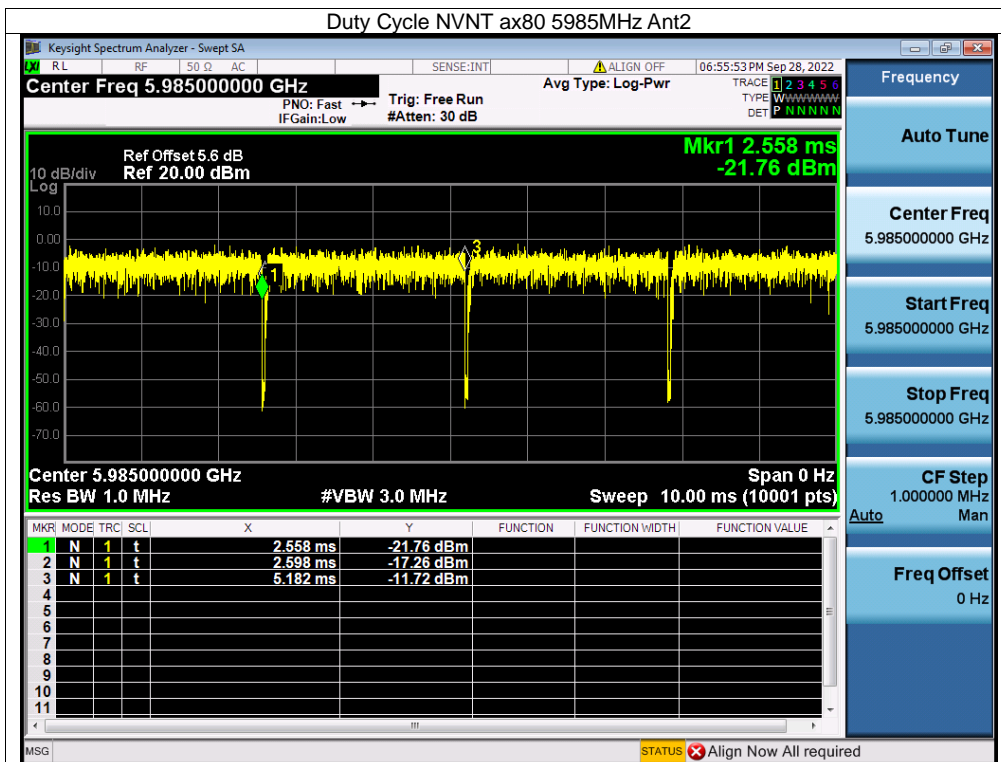 Duty Cycle NVNT ax80 5985MHz Ant2
Keysight Spectrum Analyzer - Swept SA
LXI RL RF 50 Ω AC SENSE:INT ALIGN OFF 06:55:53 PM Sep 28, 2022
Center Freq 5.985000000 GHz
PNO: Fast
IFGain:Low
Trig: Free Run
#Atten: 30 dB
Avg Type: Log-Pwr
TRACE 1 2 3 4 5 6
TYPE WWWWWWW
DET P N N N N N
Frequency
Auto Tune
Center Freq
5.985000000 GHz
Start Freq
5.985000000 GHz
Stop Freq
5.985000000 GHz
CF Step
1.000000 MHz
Auto Man
Freq Offset
0 Hz
Mkr1 2.558 ms
-21.76 dBm
Ref Offset 5.6 dB
10 dB/div Ref 20.00 dBm
Log
10.0
0.00
-10.0
-20.0
-30.0
-40.0
-50.0
-60.0
-70.0
1
3
Center 5.985000000 GHz Span 0 Hz
Res BW 1.0 MHz #VBW 3.0 MHz Sweep 10.00 ms (10001 pts)
MKR MODE TRC SCL X Y FUNCTION FUNCTION WIDTH FUNCTION VALUE
1 N 1 t 2.558 ms -21.76 dBm
2 N 1 t 2.598 ms -17.26 dBm
3 N 1 t 5.182 ms -11.72 dBm
4
5
6
7
8
9
10
11
MSG STATUS Align Now All required